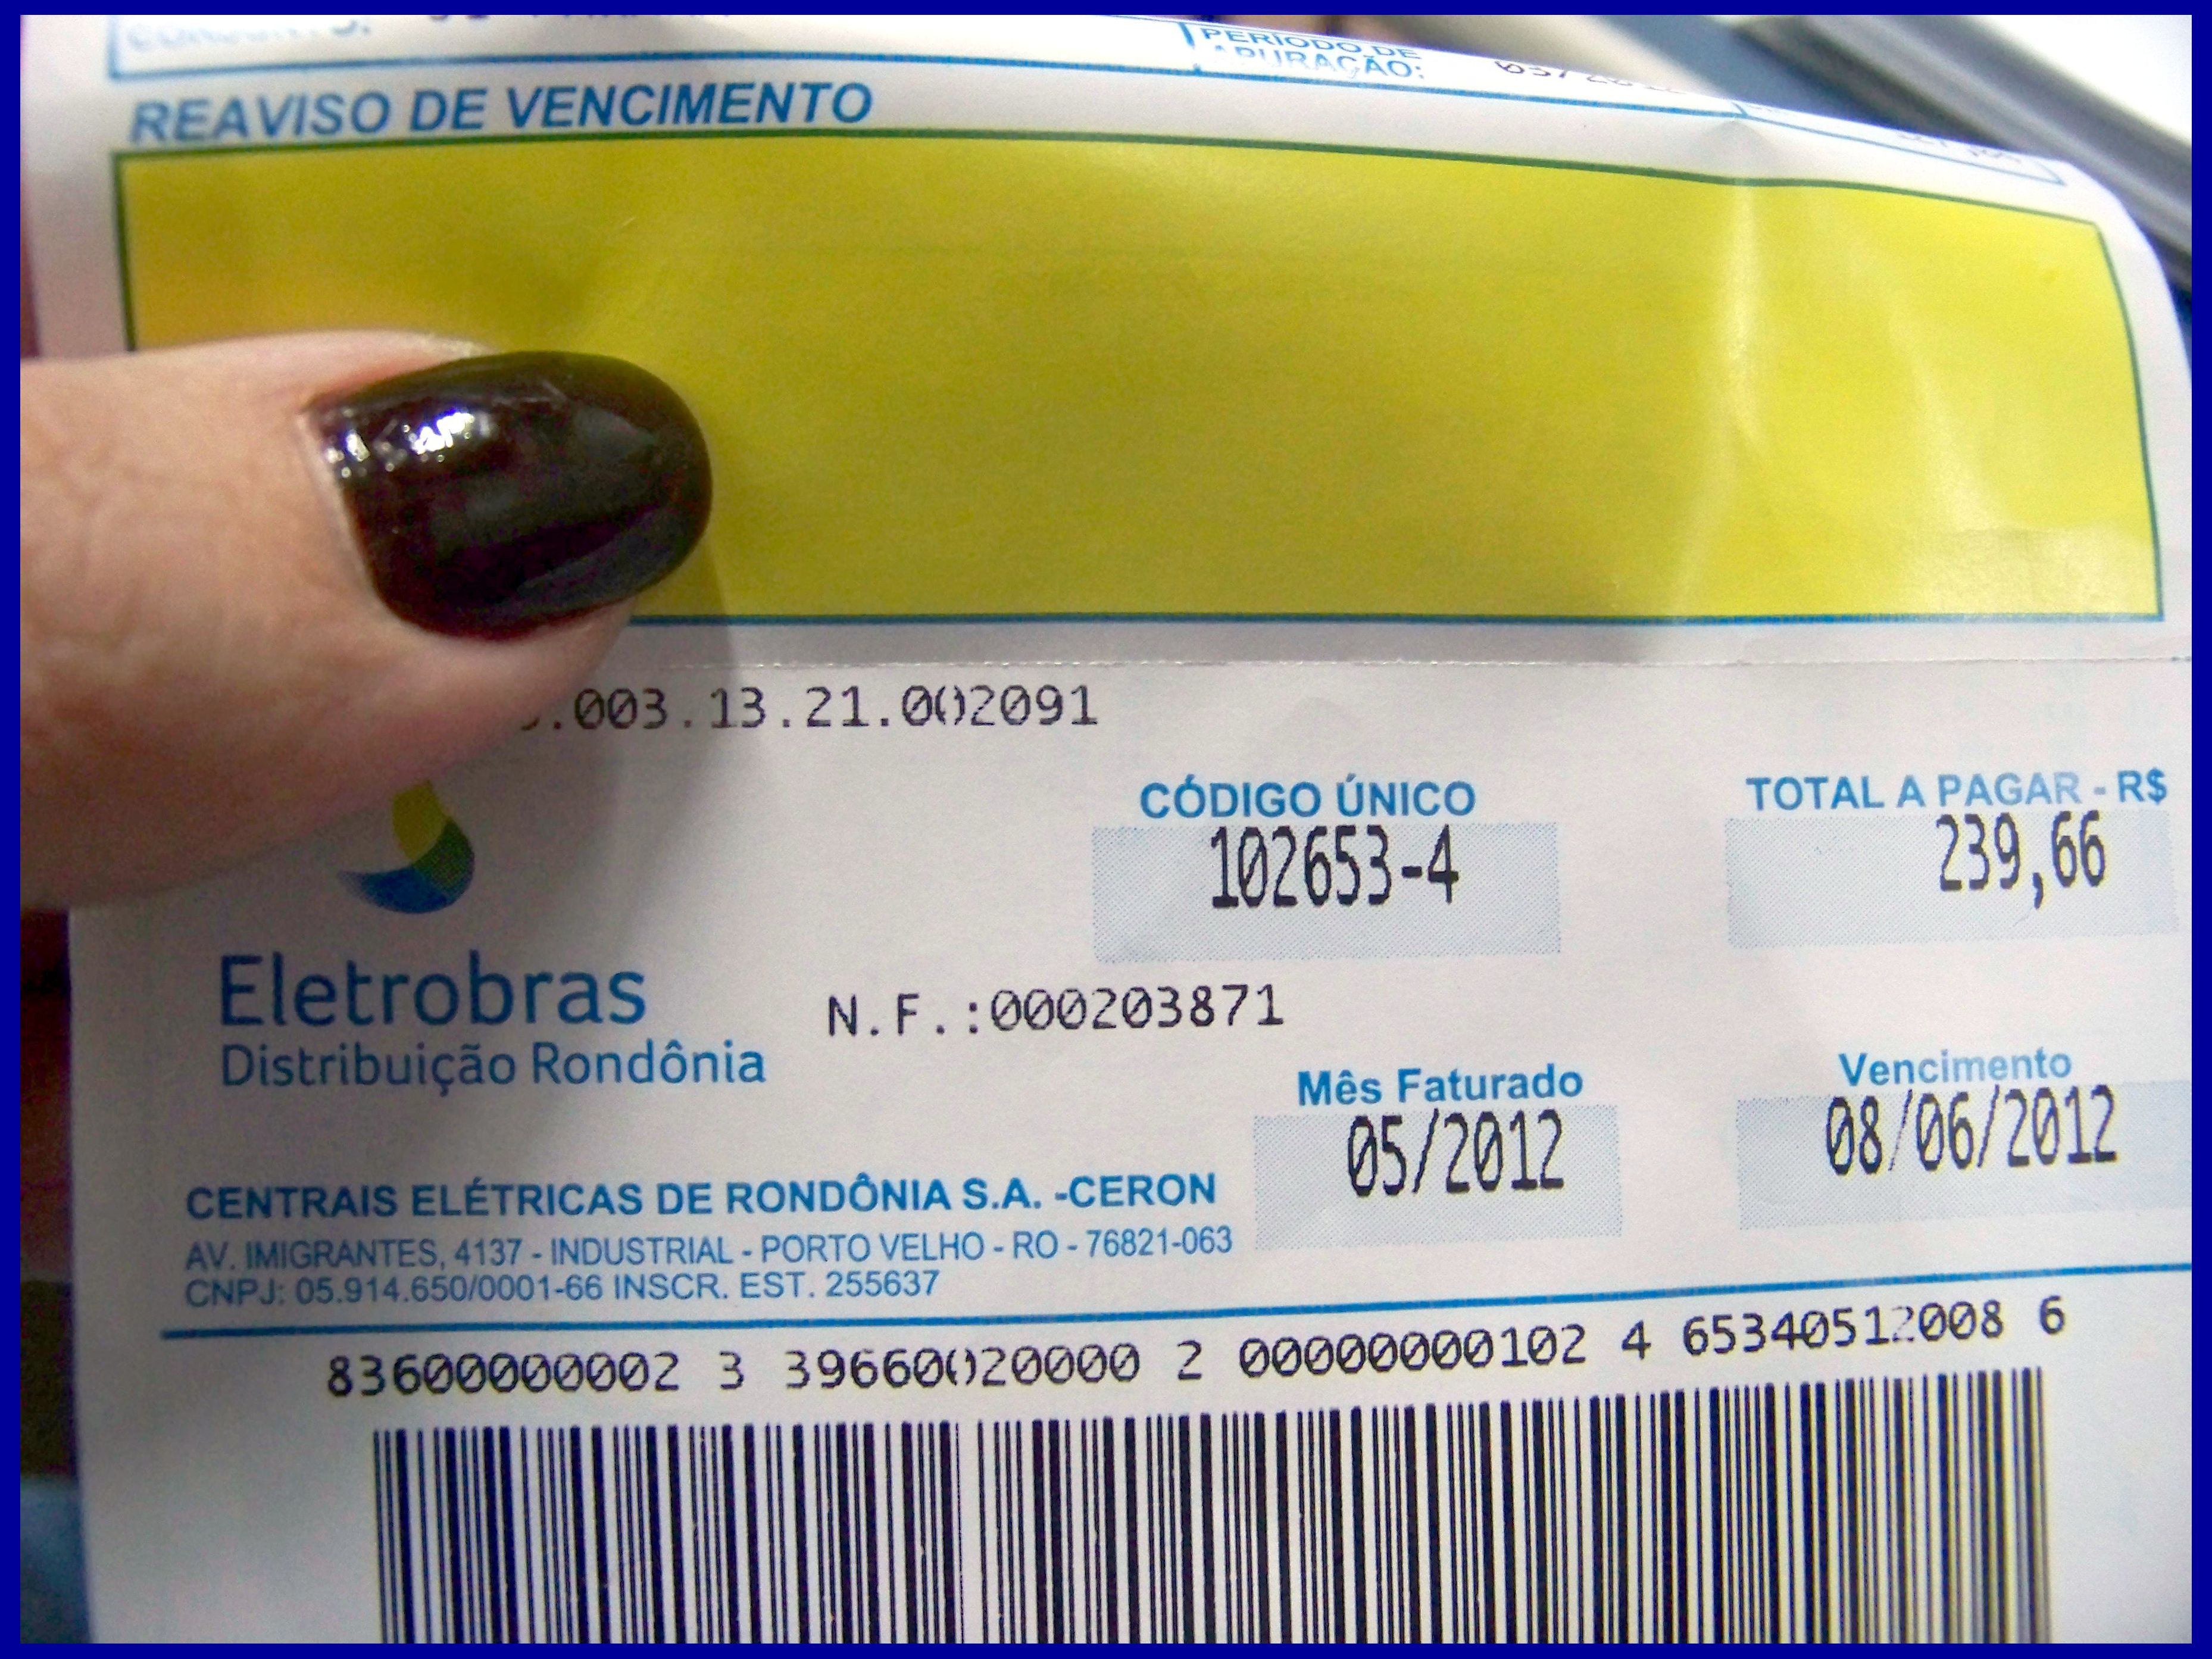 PERÍODO DE
APURAÇÃO:
REAVISO DE VENCIMENTO
.003.13.21.002091
CÓDIGO ÚNICO
102653-4
TOTAL A PAGAR - R$
239,66
Eletrobras
Distribuição Rondônia
N.F.:000203871
Mês Faturado
05/2012
Vencimento
08/06/2012
CENTRAIS ELÉTRICAS DE RONDÔNIA S.A. -CERON
AV. IMIGRANTES, 4137 - INDUSTRIAL - PORTO VELHO - RO - 76821-063
CNPJ: 05.914.650/0001-66 INSCR. EST. 255637
83600000002 3 39660020000 2 00000000102 4 65340512008 6